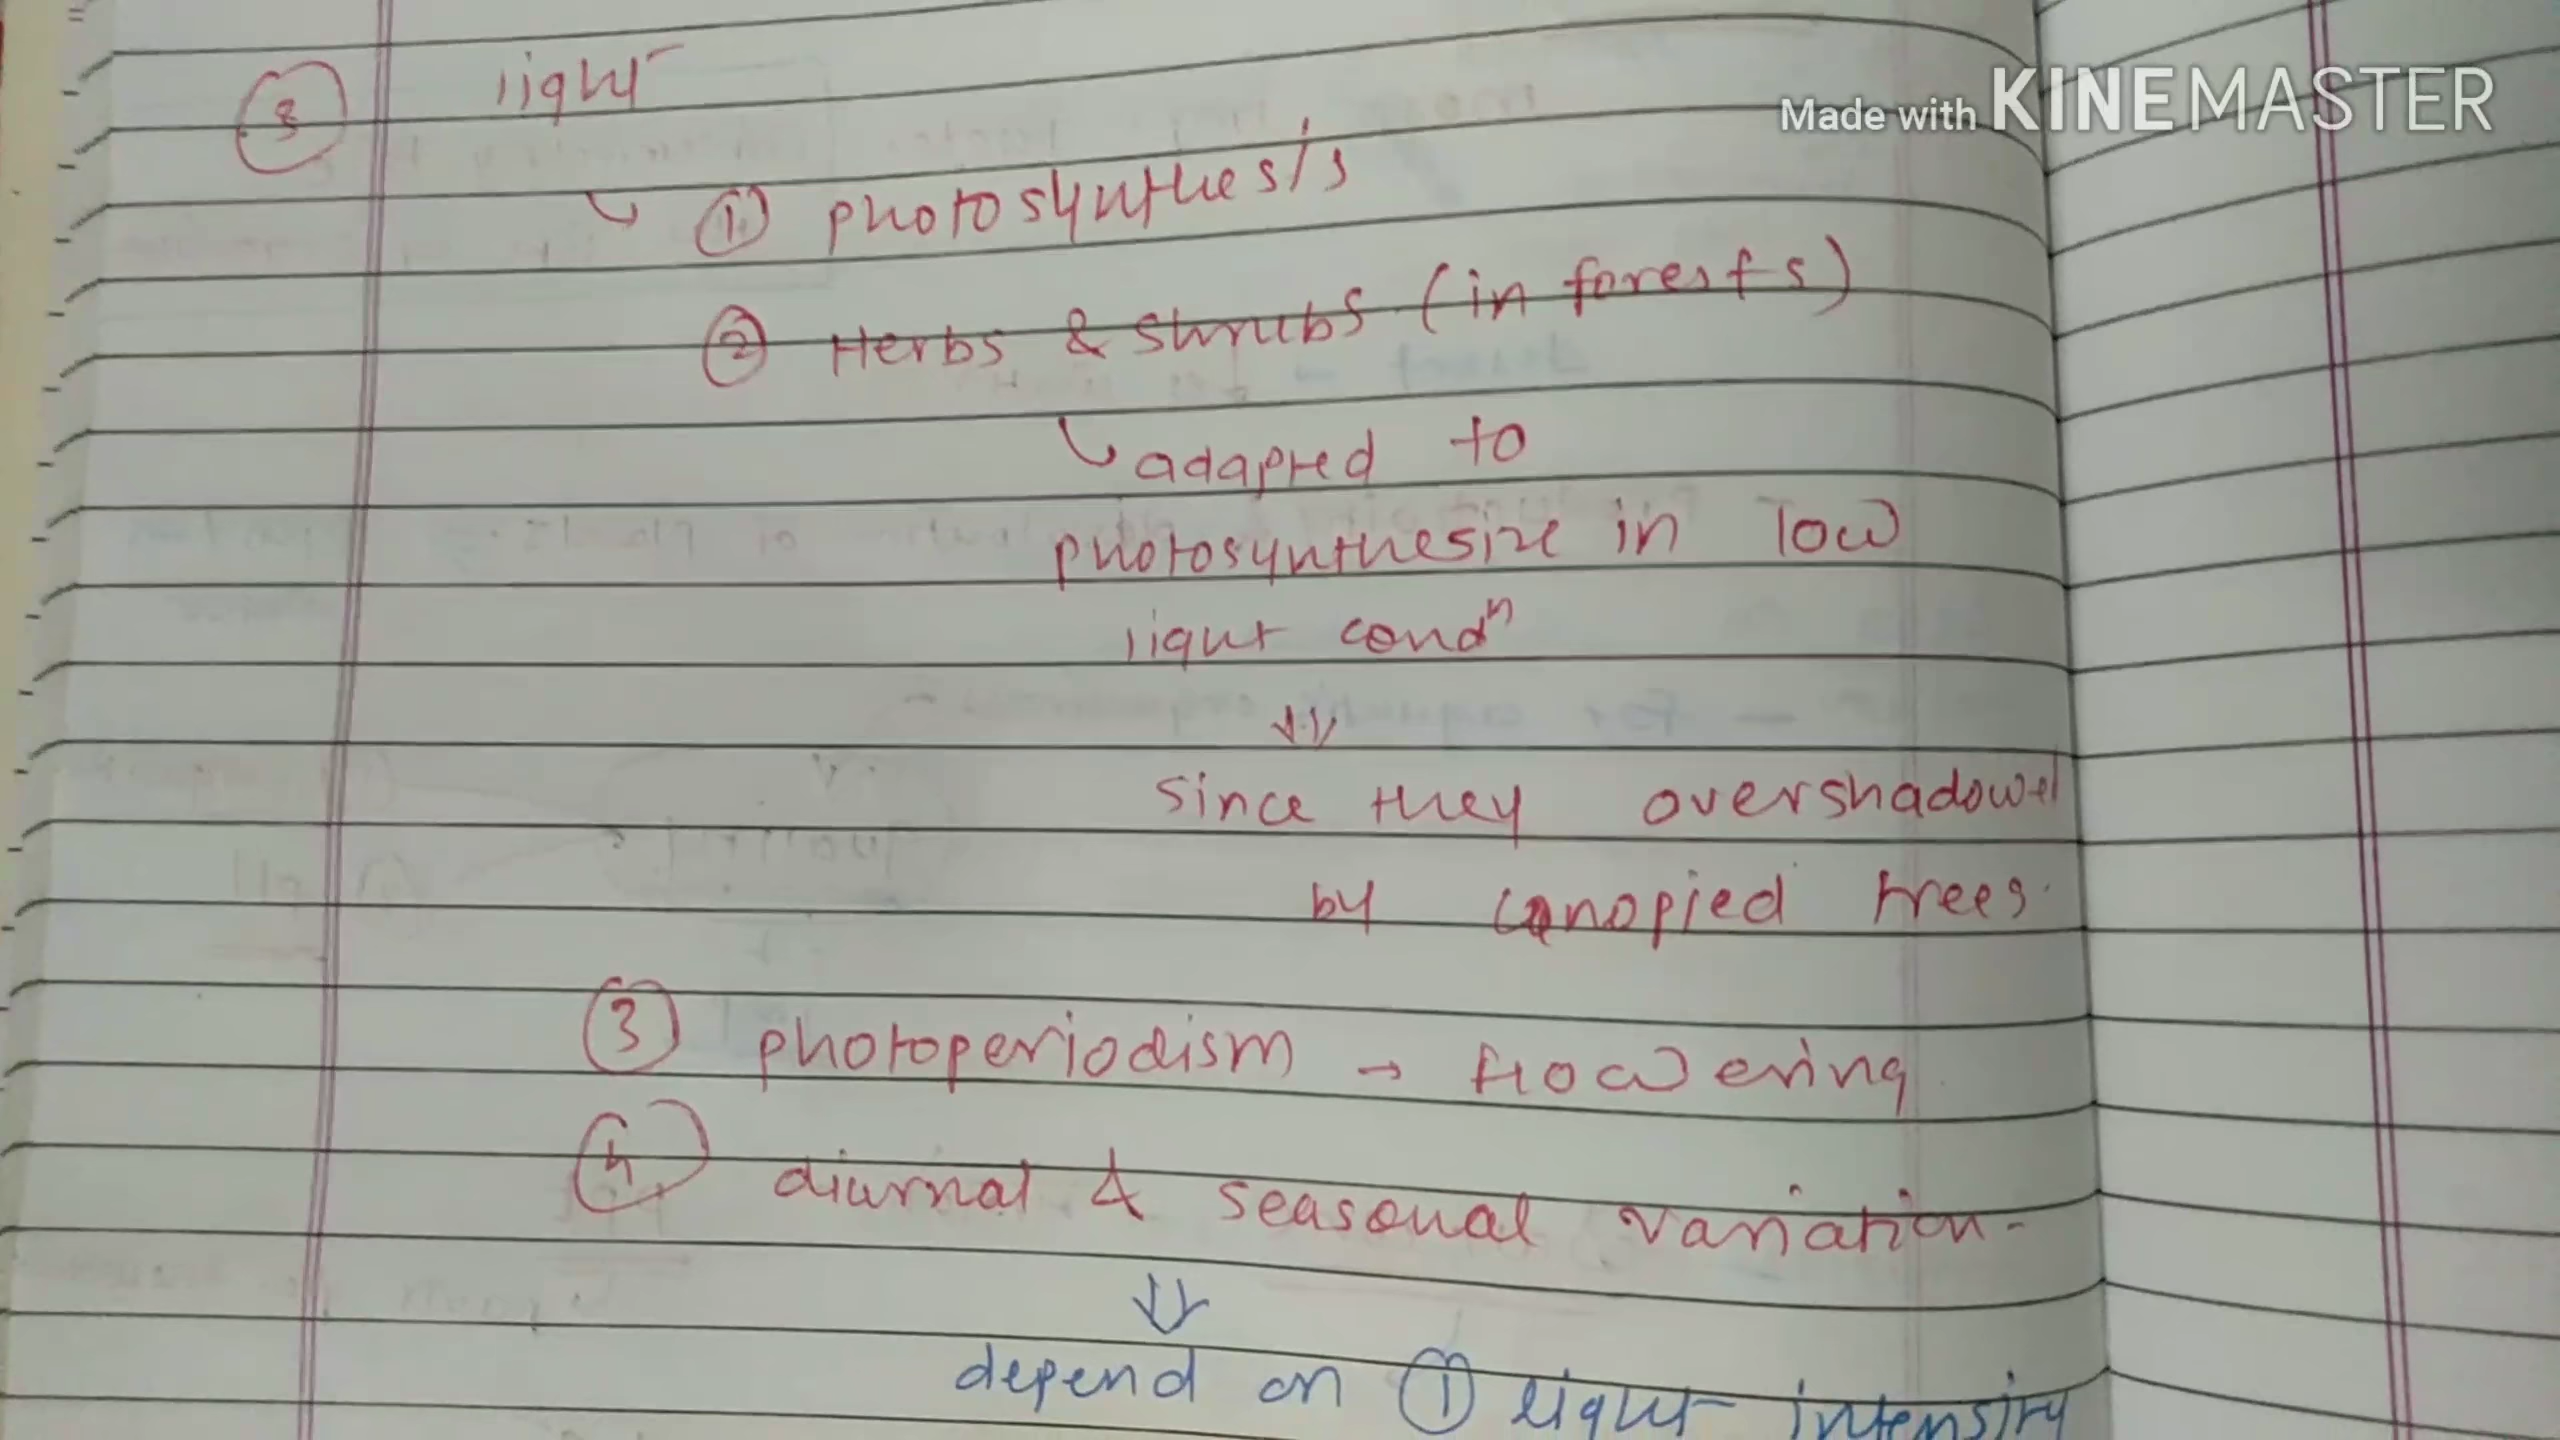 ③ light
Made with KINEMASTER
① photosynthesis
② Herbs & shrubs (in forests)
adapted to
photosynthesize in low
light condⁿ
since they overshadowed
by canopied trees.
③ photoperiodism → flowering
④ diurnal & seasonal variation-
depend on ① light intensity